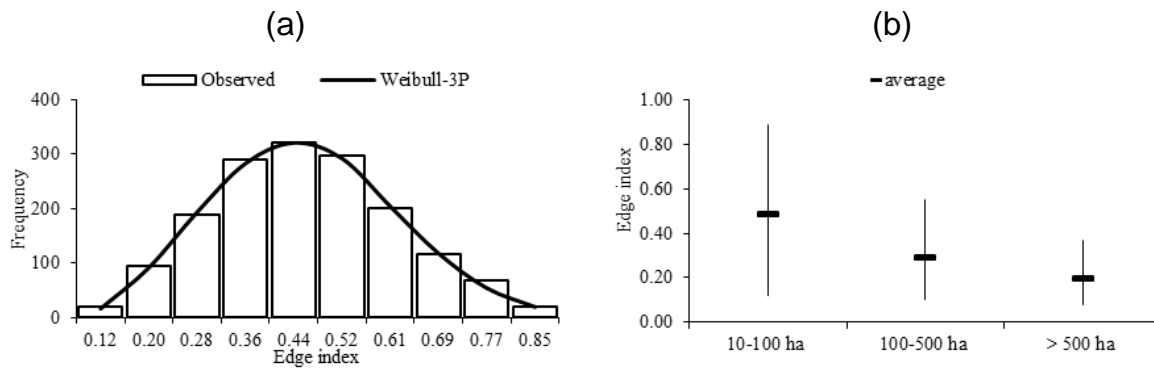 (a)
Observed Weibull-3P
400
300
200
100
0
Frequency
0.12 0.20 0.28 0.36 0.44 0.52 0.61 0.69 0.77 0.85
Edge index
(b)
average
1.00
0.80
0.60
0.40
0.20
0.00
Edge index
10-100 ha 100-500 ha > 500 ha